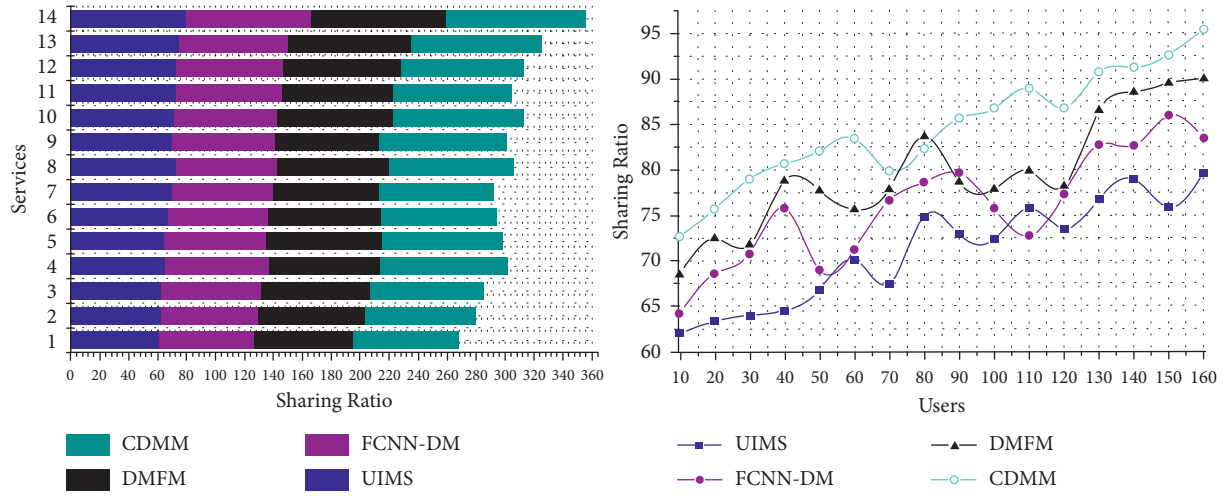 14
13
12
11
10
9
8
7
6
5
4
3
2
1
Services
0 20 40 60 80 100 120 140 160 180 200 220 240 260 280 300 320 340 360
Sharing Ratio
CDMM FCNN-DM
DMFM UIMS
95
90
85
80
75
70
65
60
Sharing Ratio
10 20 30 40 50 60 70 80 90 100 110 120 130 140 150 160
Users
UIMS DMFM
FCNN-DM CDMM